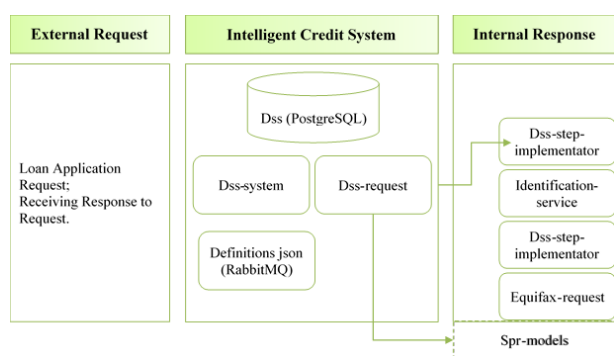 External Request
Intelligent Credit System
Internal Response
Loan Application
Request;
Receiving Response to
Request.
Dss (PostgreSQL)
Dss-system
Dss-request
Definitions json
(RabbitMQ)
Dss-step-
implementator
Identification-
service
Dss-step-
implementator
Equifax-request
Spr-models